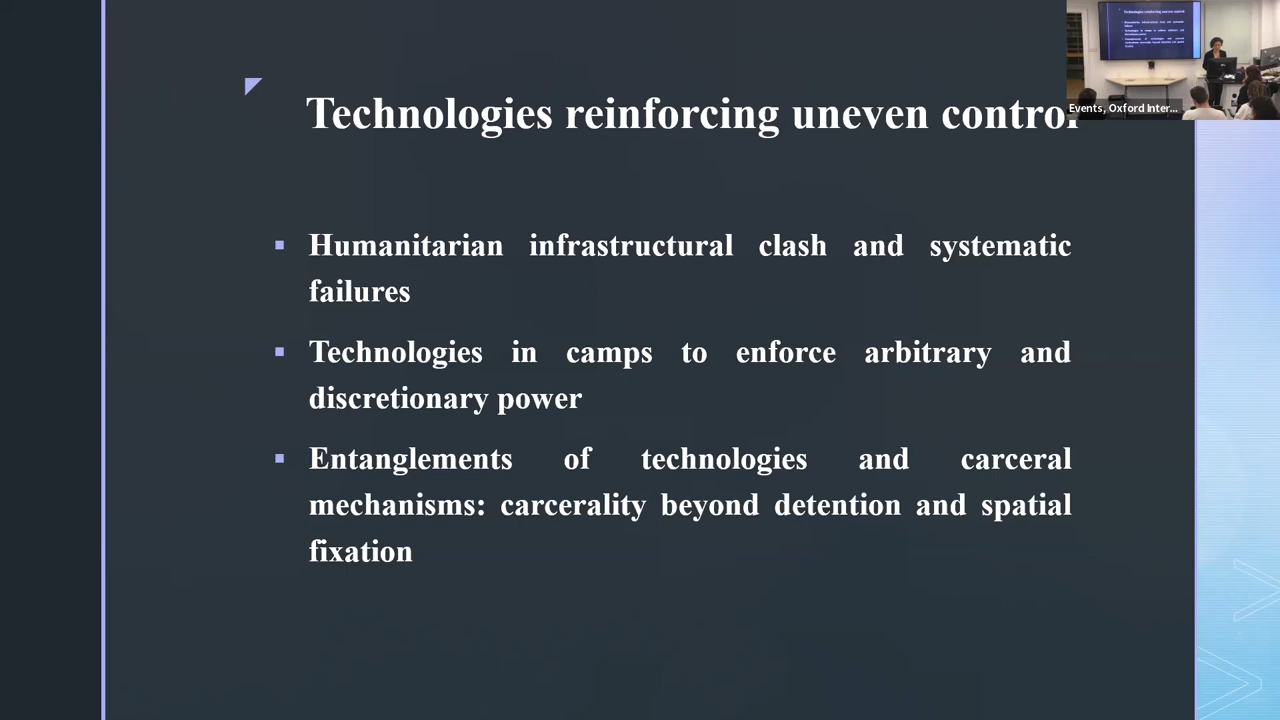 Technologies reinforcing uneven control
Humanitarian infrastructural clash and systematic
failures
Technologies in camps to enforce arbitrary and
discretionary power
Entanglements of technologies and carceral
mechanisms: carcerality beyond detention and spatial
fixation
Events, Oxford Inter...